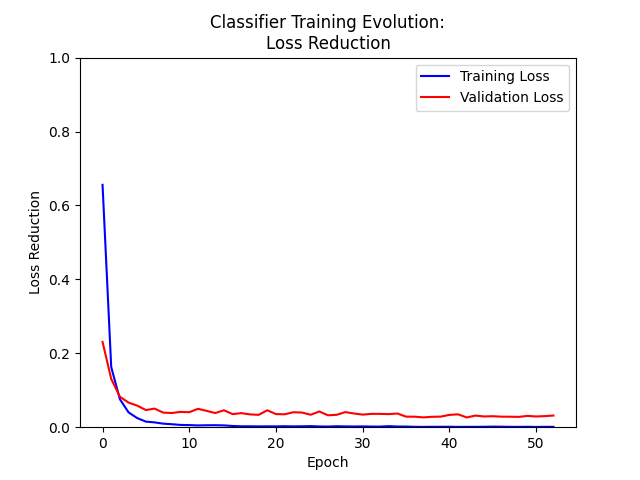 Classifier Training Evolution:
Loss Reduction
Training Loss
Validation Loss
1.0
0.8
0.6
0.4
0.2
0.0
Loss Reduction
0 10 20 30 40 50
Epoch